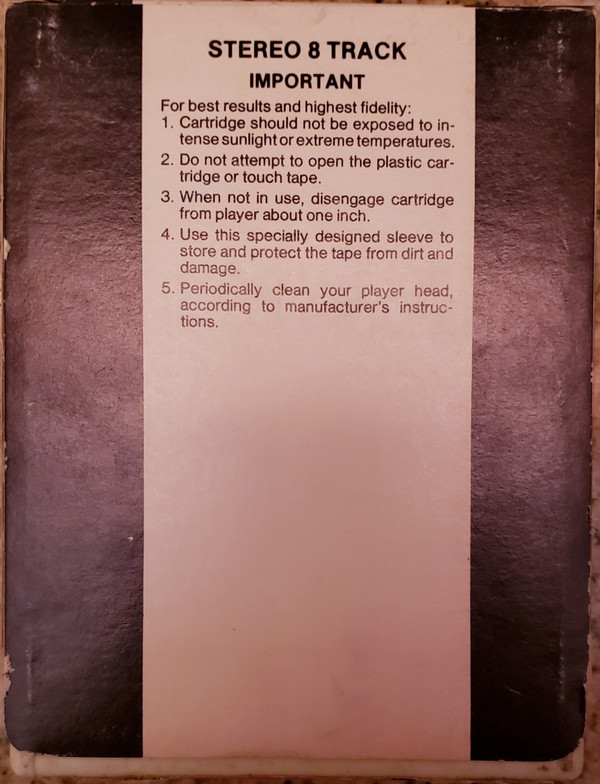 STEREO 8 TRACK
IMPORTANT
For best results and highest fidelity:
1. Cartridge should not be exposed to in-
tense sunlight or extreme temperatures.
2. Do not attempt to open the plastic car-
tridge or touch tape.
3. When not in use, disengage cartridge
from player about one inch.
4. Use this specially designed sleeve to
store and protect the tape from dirt and
damage.
5. Periodically clean your player head,
according to manufacturer's instruc-
tions.